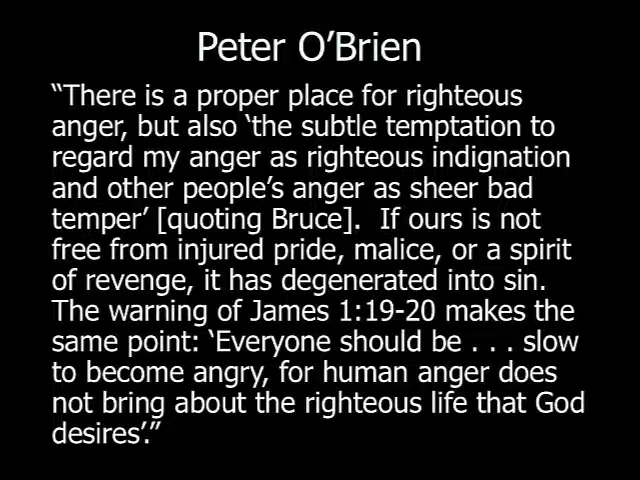 Peter O’Brien
“There is a proper place for righteous
anger, but also ‘the subtle temptation to
regard my anger as righteous indignation
and other people’s anger as sheer bad
temper’ [quoting Bruce].  If ours is not
free from injured pride, malice, or a spirit
of revenge, it has degenerated into sin.
The warning of James 1:19-20 makes the
same point: ‘Everyone should be . . . slow
to become angry, for human anger does
not bring about the righteous life that God
desires’.”